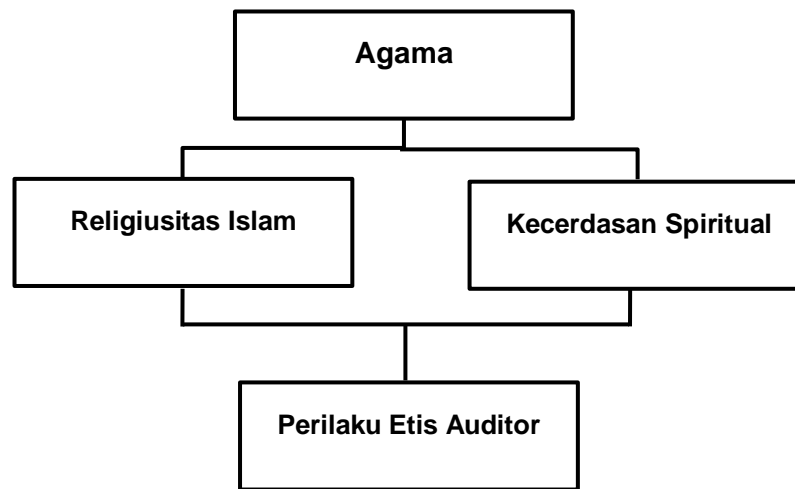 Agama
Religiusitas Islam
Kecerdasan Spiritual
Perilaku Etis Auditor